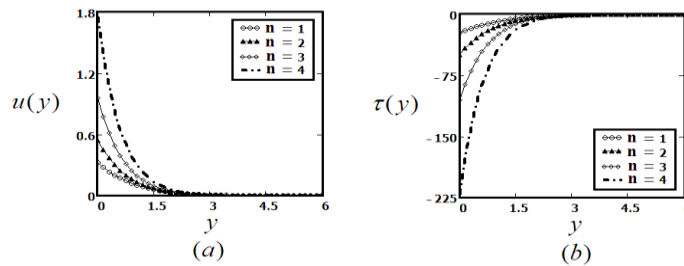 1.8
1.2
0.6
0
u(y)
n = 1
n = 2
n = 3
n = 4
0 1.5 3 4.5 6
y
(a)
0
-75
-150
-225
τ(y)
n = 1
n = 2
n = 3
n = 4
0 1.5 3 4.5 6
y
(b)